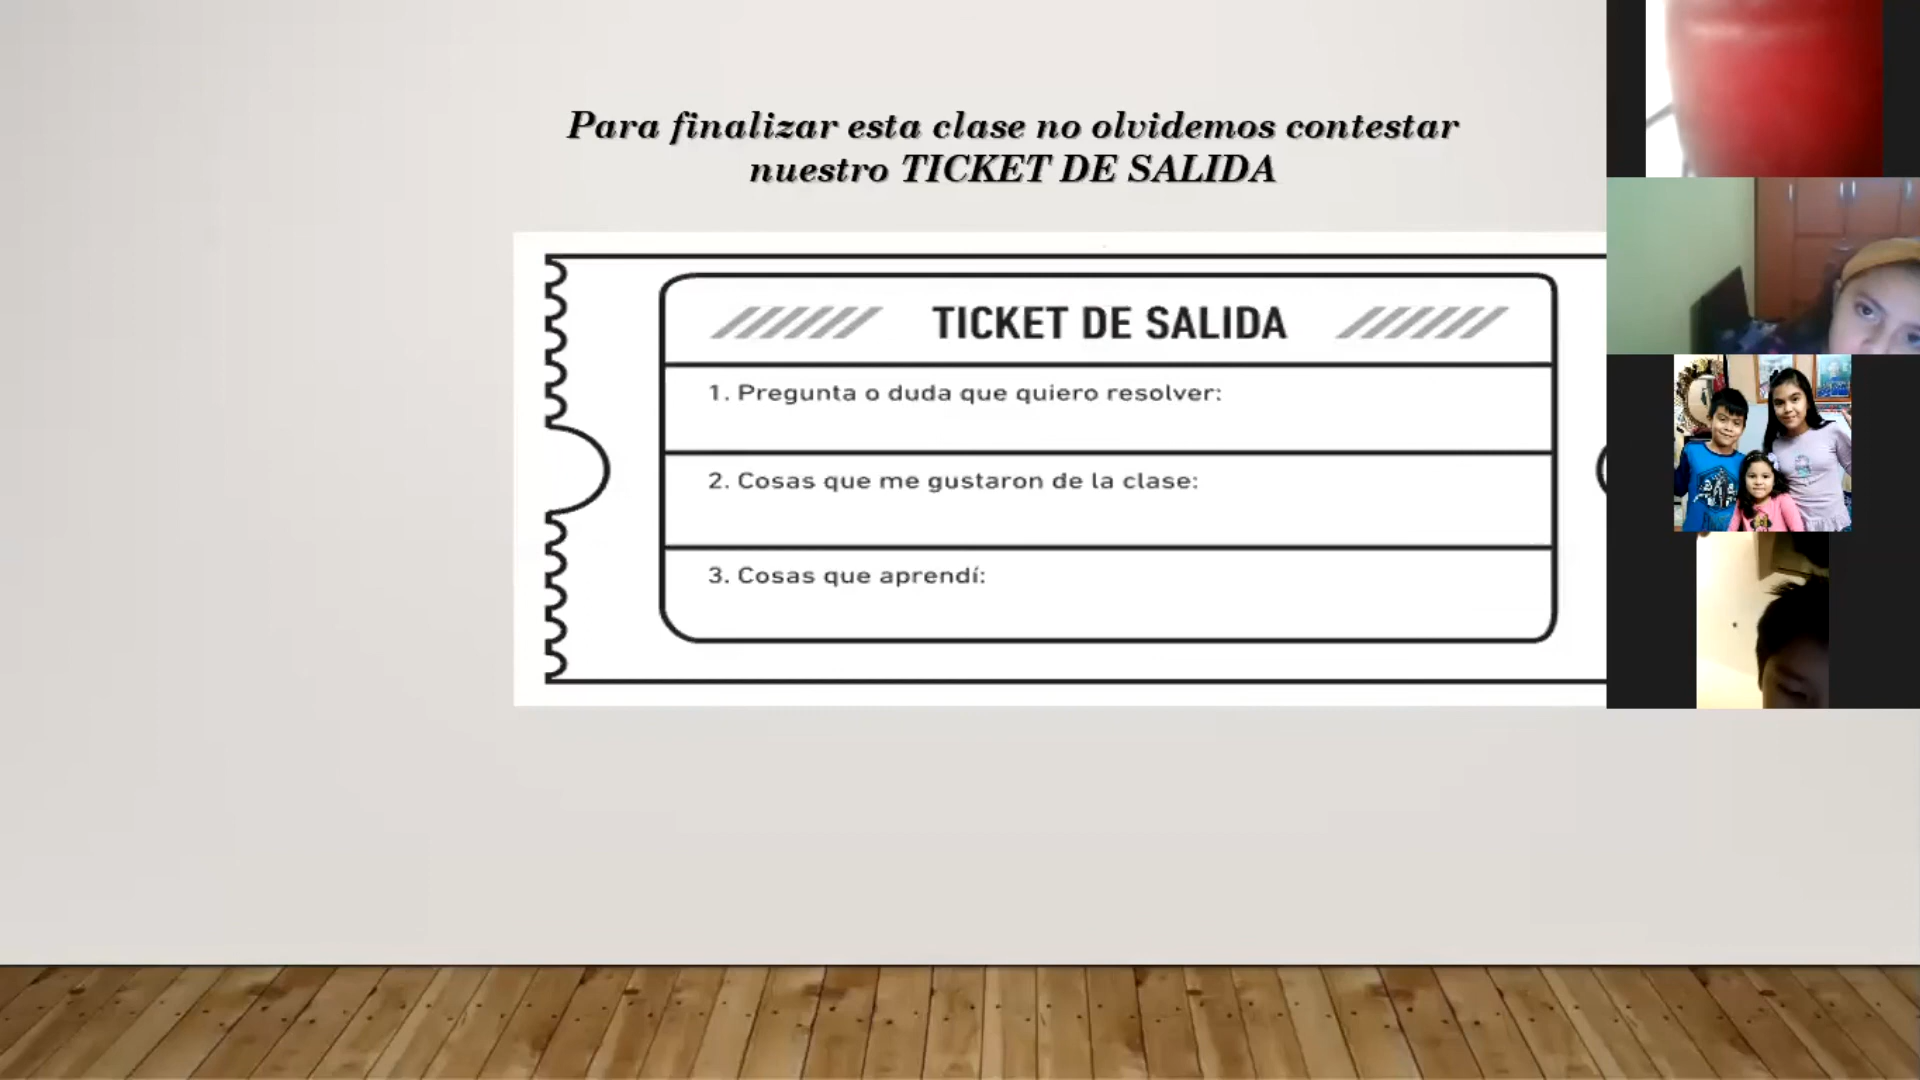 Para finalizar esta clase no olvidemos contestar
nuestro TICKET DE SALIDA
TICKET DE SALIDA
1. Pregunta o duda que quiero resolver:
2. Cosas que me gustaron de la clase:
3. Cosas que aprendí: